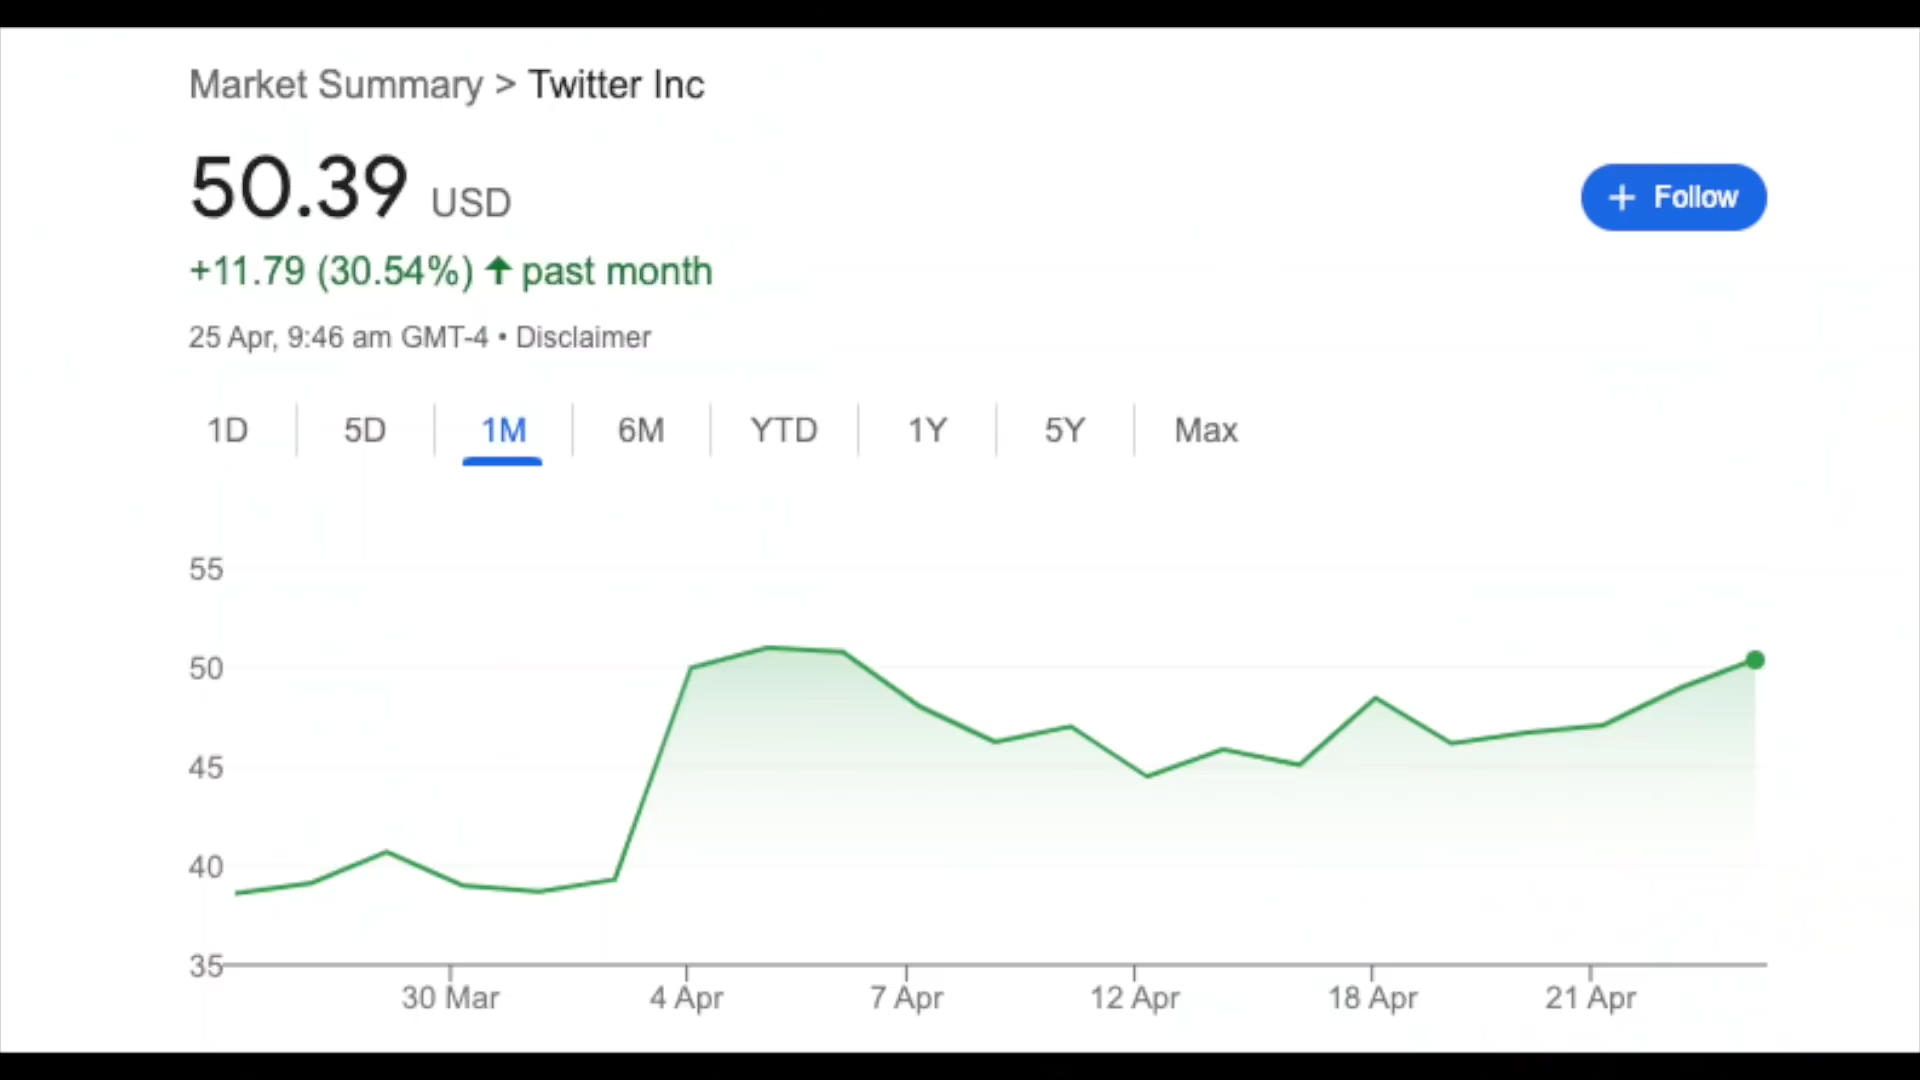 Market Summary > Twitter Inc
50.39 USD
+ Follow
+11.79 (30.54%) ↑ past month
25 Apr, 9:46 am GMT-4 • Disclaimer
1D 5D 1M 6M YTD 1Y 5Y Max
55
50
45
40
35
30 Mar 4 Apr 7 Apr 12 Apr 18 Apr 21 Apr